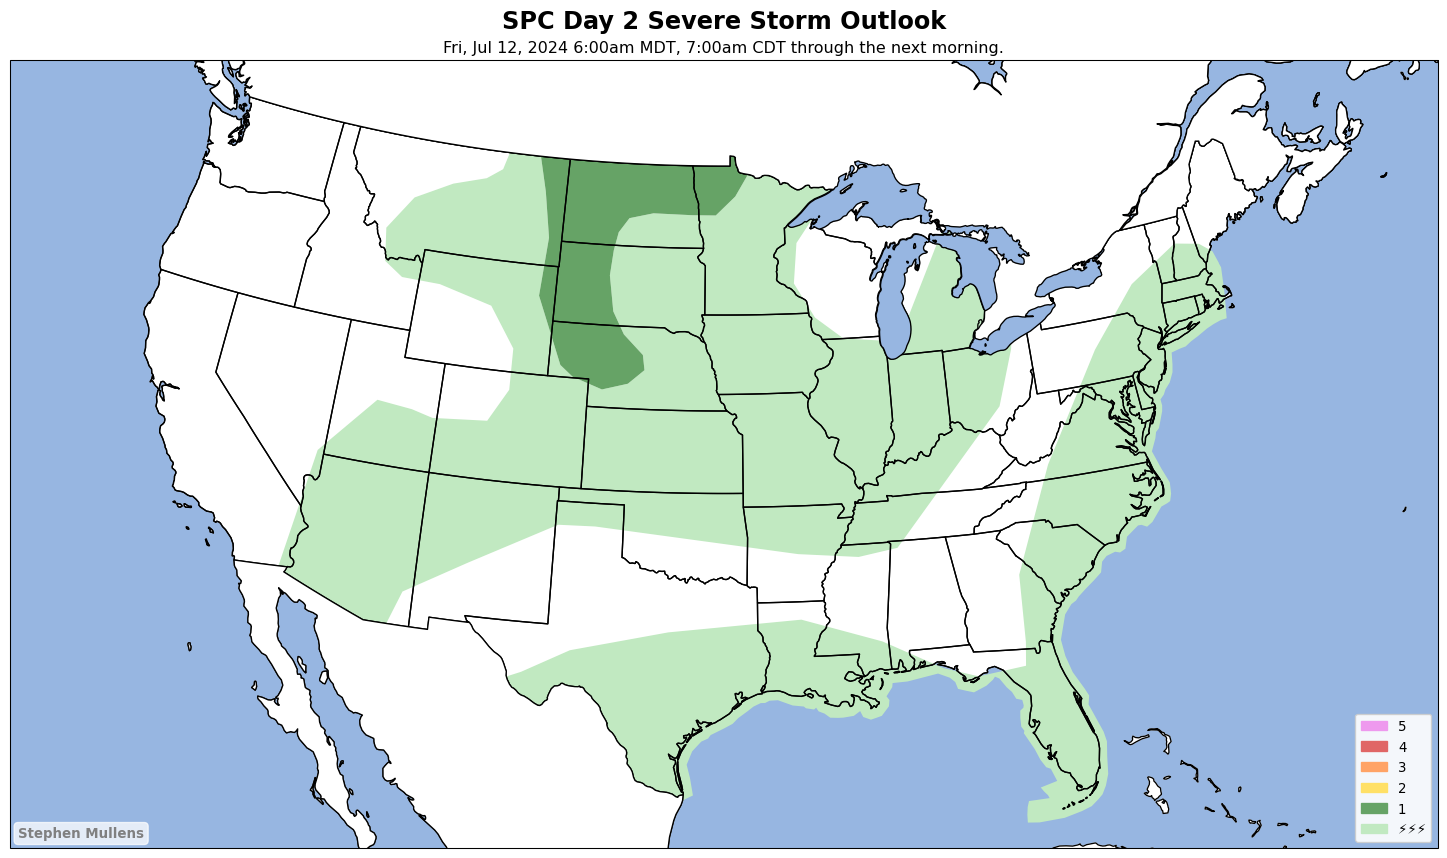 SPC Day 2 Severe Storm Outlook
Fri, Jul 12, 2024 6:00am MDT, 7:00am CDT through the next morning.
5
4
3
2
1
⚡⚡⚡
Stephen Mullens